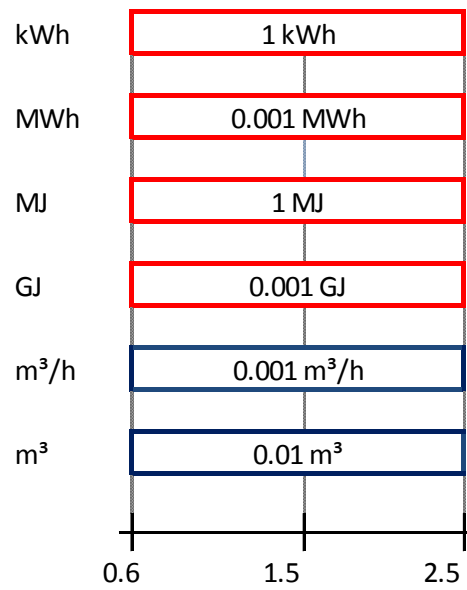 kWh 1 kWh
MWh 0.001 MWh
MJ 1 MJ
GJ 0.001 GJ
m³/h 0.001 m³/h
m³ 0.01 m³
0.6 1.5 2.5